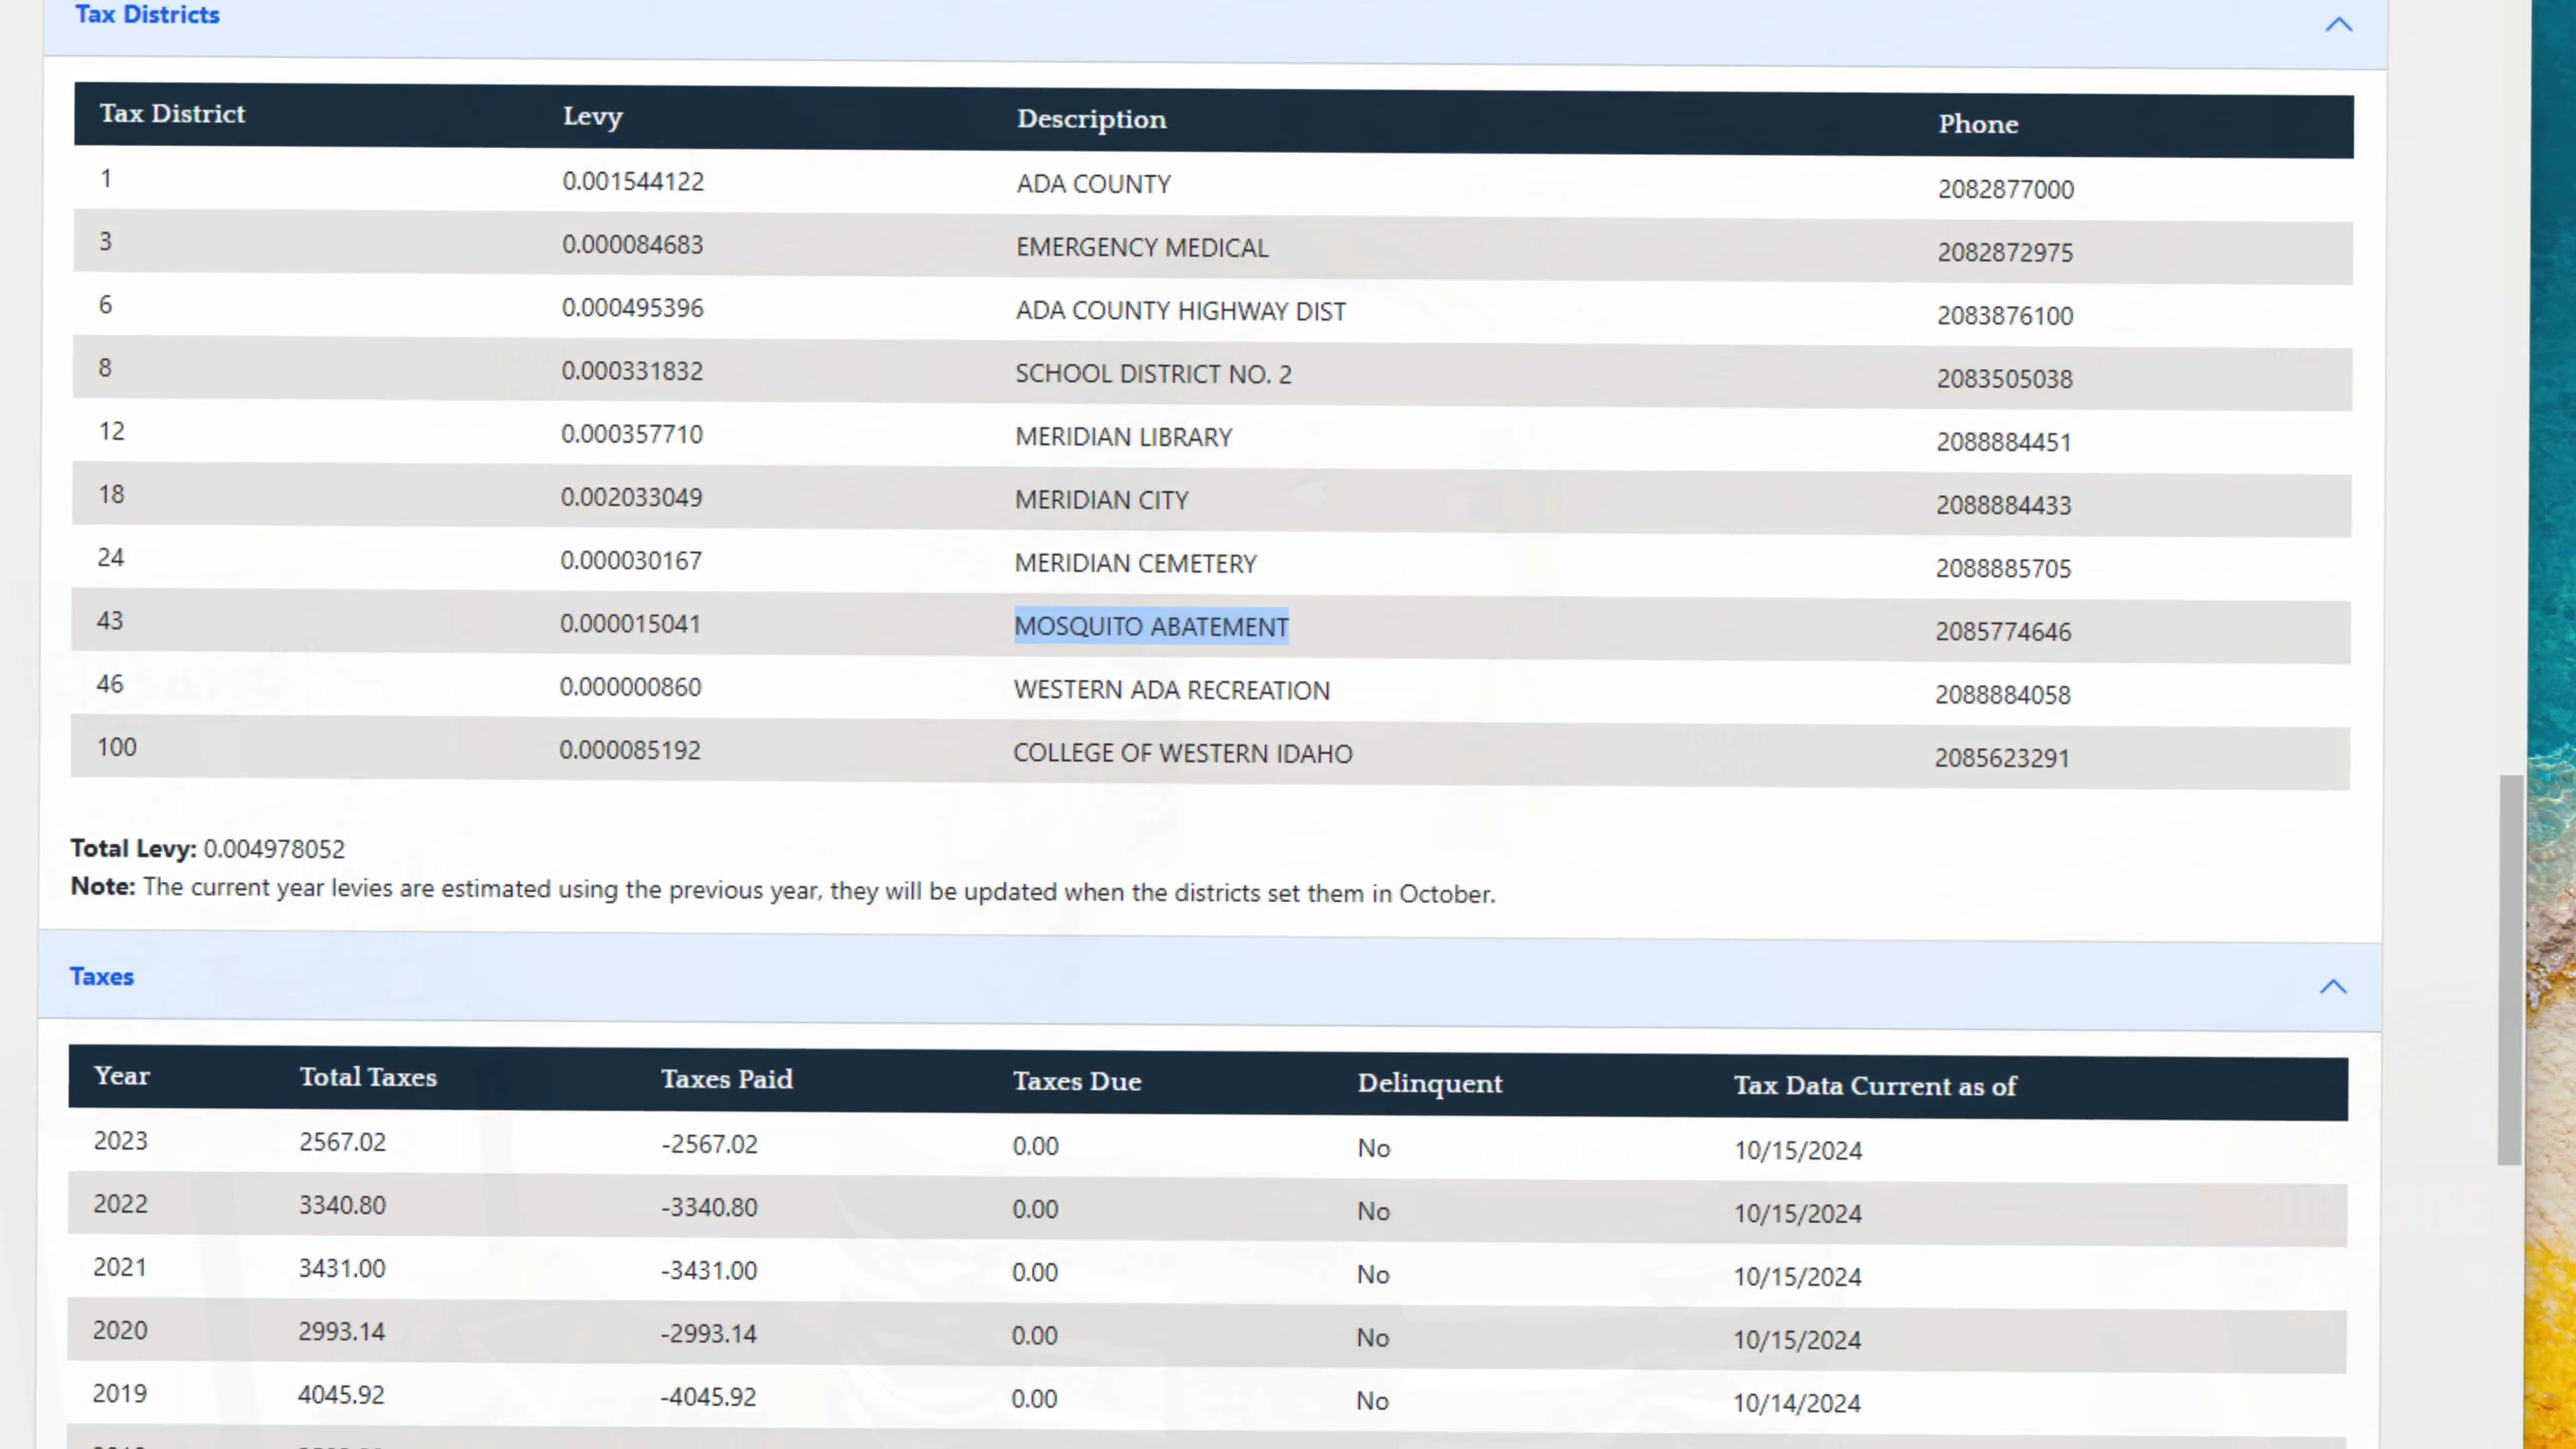 Tax Districts
Tax District Levy Description Phone
1 0.001544122 ADA COUNTY 2082877000
3 0.000084683 EMERGENCY MEDICAL 2082872975
6 0.000495396 ADA COUNTY HIGHWAY DIST 2083876100
8 0.000331832 SCHOOL DISTRICT NO. 2 2083505038
12 0.000357710 MERIDIAN LIBRARY 2088884451
18 0.002033049 MERIDIAN CITY 2088884433
24 0.000030167 MERIDIAN CEMETERY 2088885705
43 0.000015041 MOSQUITO ABATEMENT 2085774646
46 0.000000860 WESTERN ADA RECREATION 2088884058
100 0.000085192 COLLEGE OF WESTERN IDAHO 2085623291
Total Levy: 0.004978052
Note: The current year levies are estimated using the previous year, they will be updated when the districts set them in October.
Taxes
Year Total Taxes Taxes Paid Taxes Due Delinquent Tax Data Current as of
2023 2567.02 -2567.02 0.00 No 10/15/2024
2022 3340.80 -3340.80 0.00 No 10/15/2024
2021 3431.00 -3431.00 0.00 No 10/15/2024
2020 2993.14 -2993.14 0.00 No 10/15/2024
2019 4045.92 -4045.92 0.00 No 10/14/2024